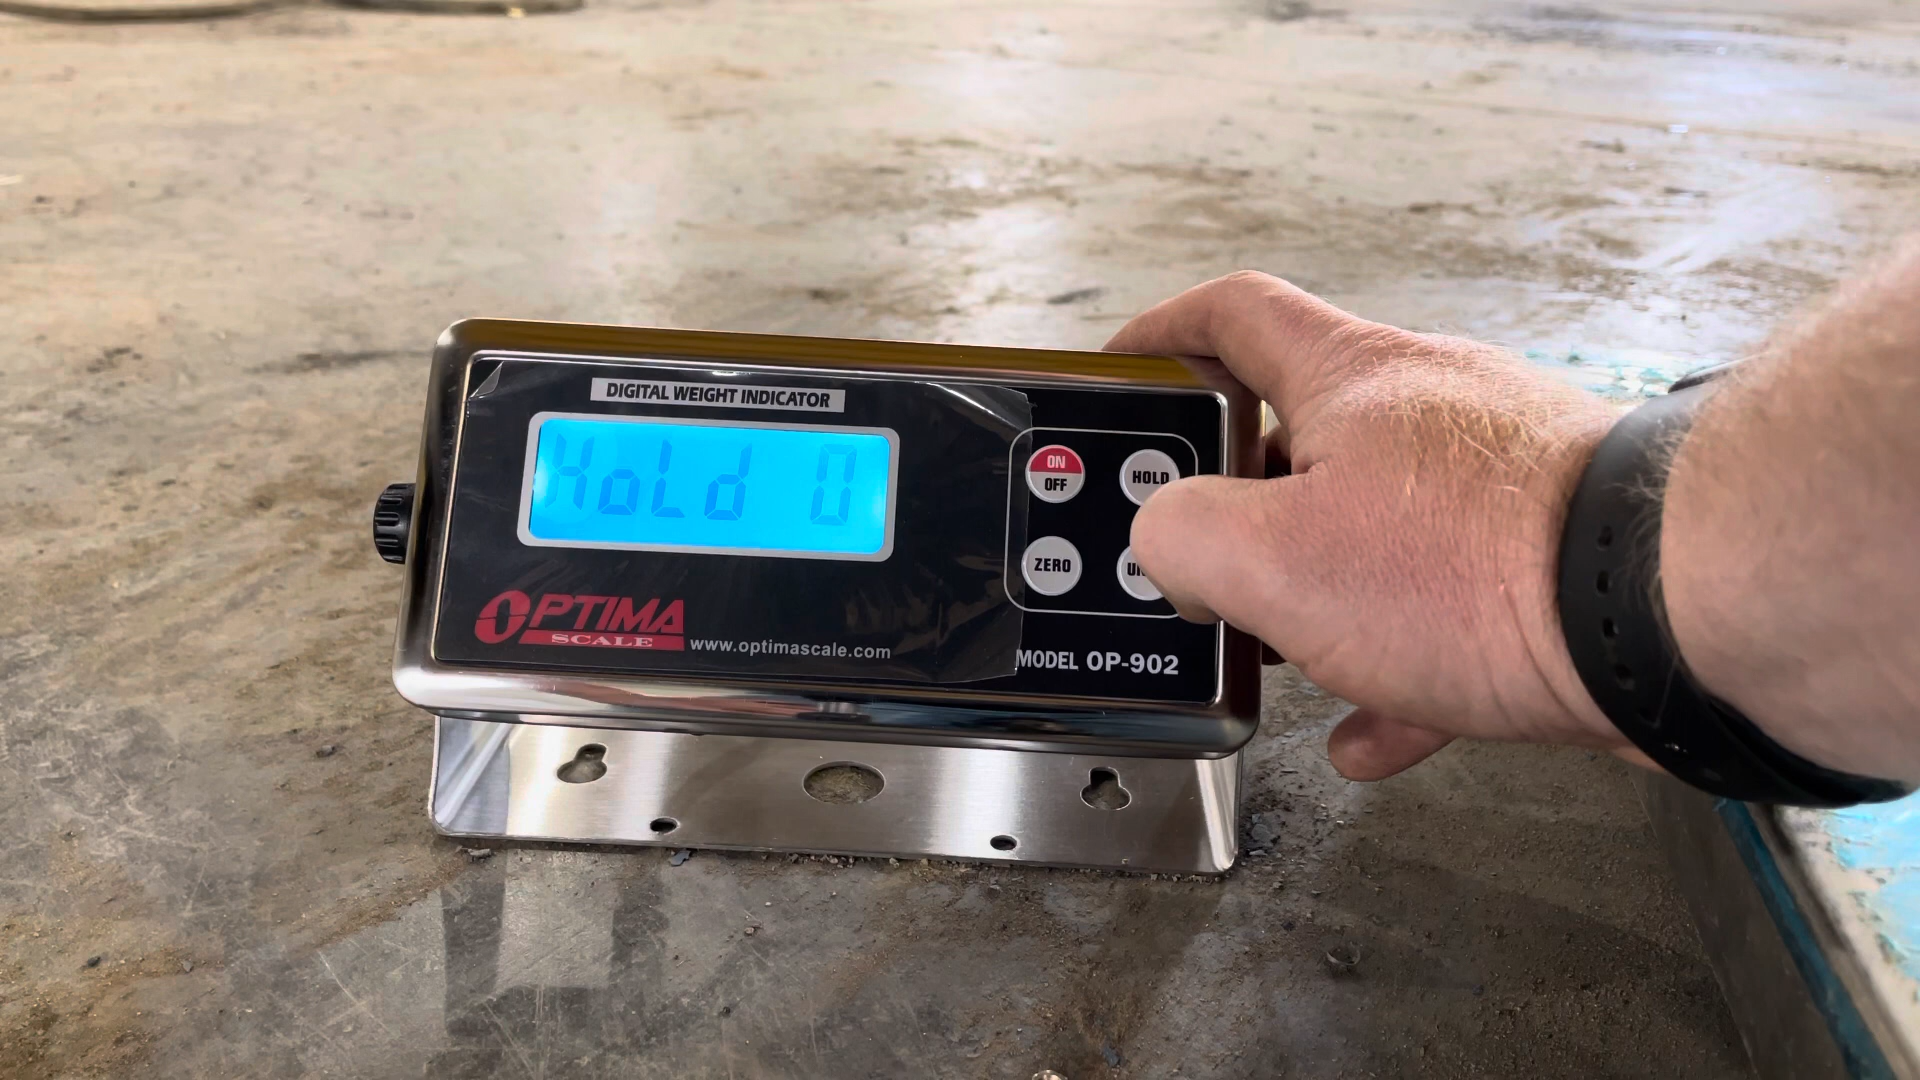 DIGITAL WEIGHT INDICATOR
HoLd 0
ON
OFF
HOLD
ZERO
OPTIMA
SCALE
www.optimascale.com
MODEL OP-902